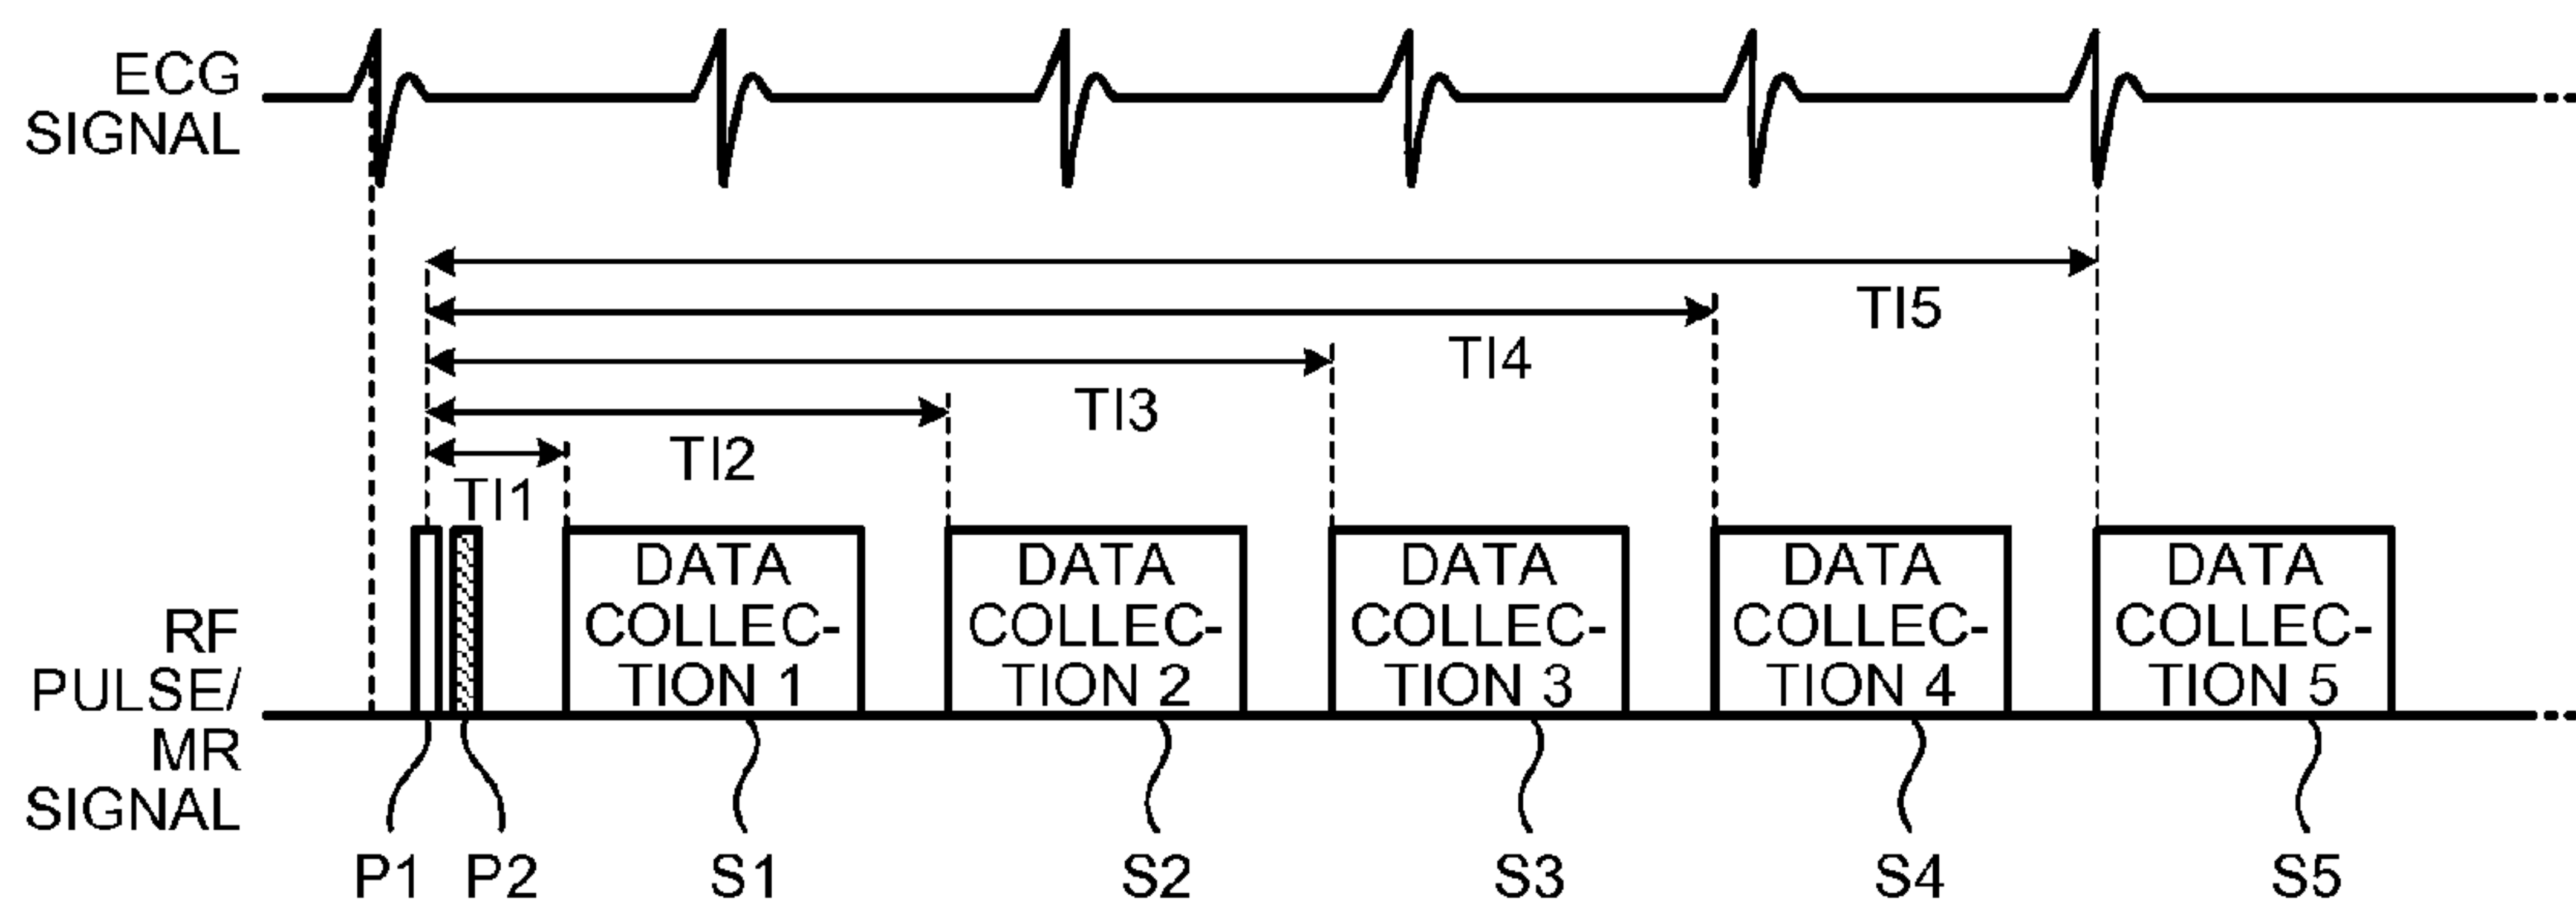 ECG
SIGNAL
TI5
TI4
TI3
TI2
TI1
RF
PULSE/
MR
SIGNAL
DATA
COLLEC-
TION 1
DATA
COLLEC-
TION 2
DATA
COLLEC-
TION 3
DATA
COLLEC-
TION 4
DATA
COLLEC-
TION 5
P1
P2
S1
S2
S3
S4
S5